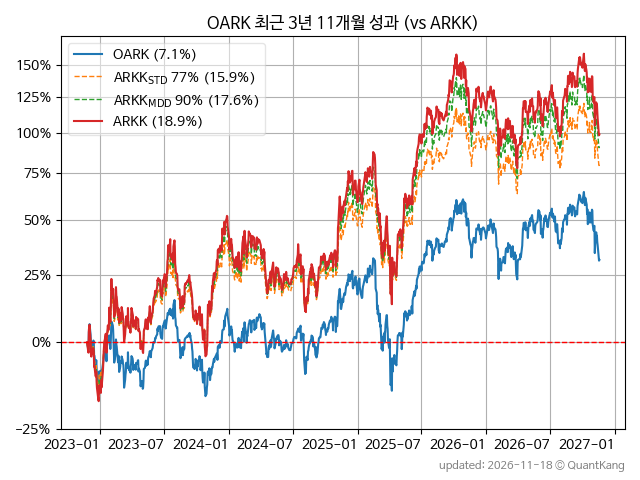 OARK 최근 3년 11개월 성과 (vs ARKK)
OARK (7.1%)
ARKK_STD 77% (15.9%)
ARKK_MDD 90% (17.6%)
ARKK (18.9%)
150%
125%
100%
75%
50%
25%
0%
-25%
2023-01 2023-07 2024-01 2024-07 2025-01 2025-07 2026-01 2026-07 2027-01
updated: 2026-11-18 © QuantKang